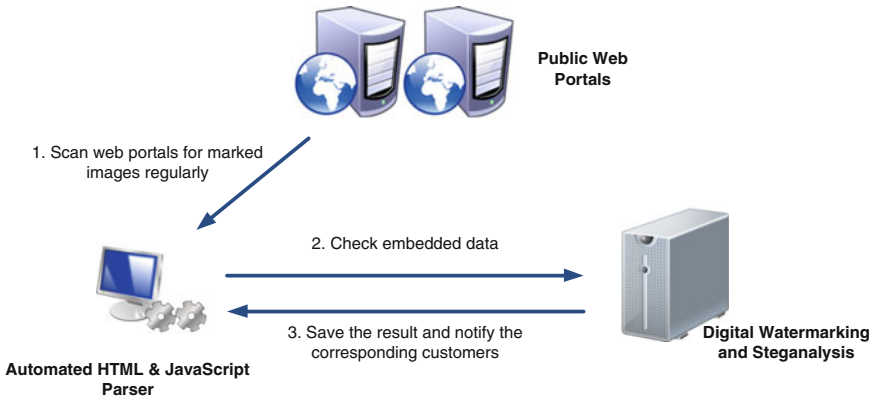 Public Web
Portals
1. Scan web portals for marked
images regularly
2. Check embedded data
3. Save the result and notify the
corresponding customers
Digital Watermarking
and Steganalysis
Automated HTML & JavaScript
Parser